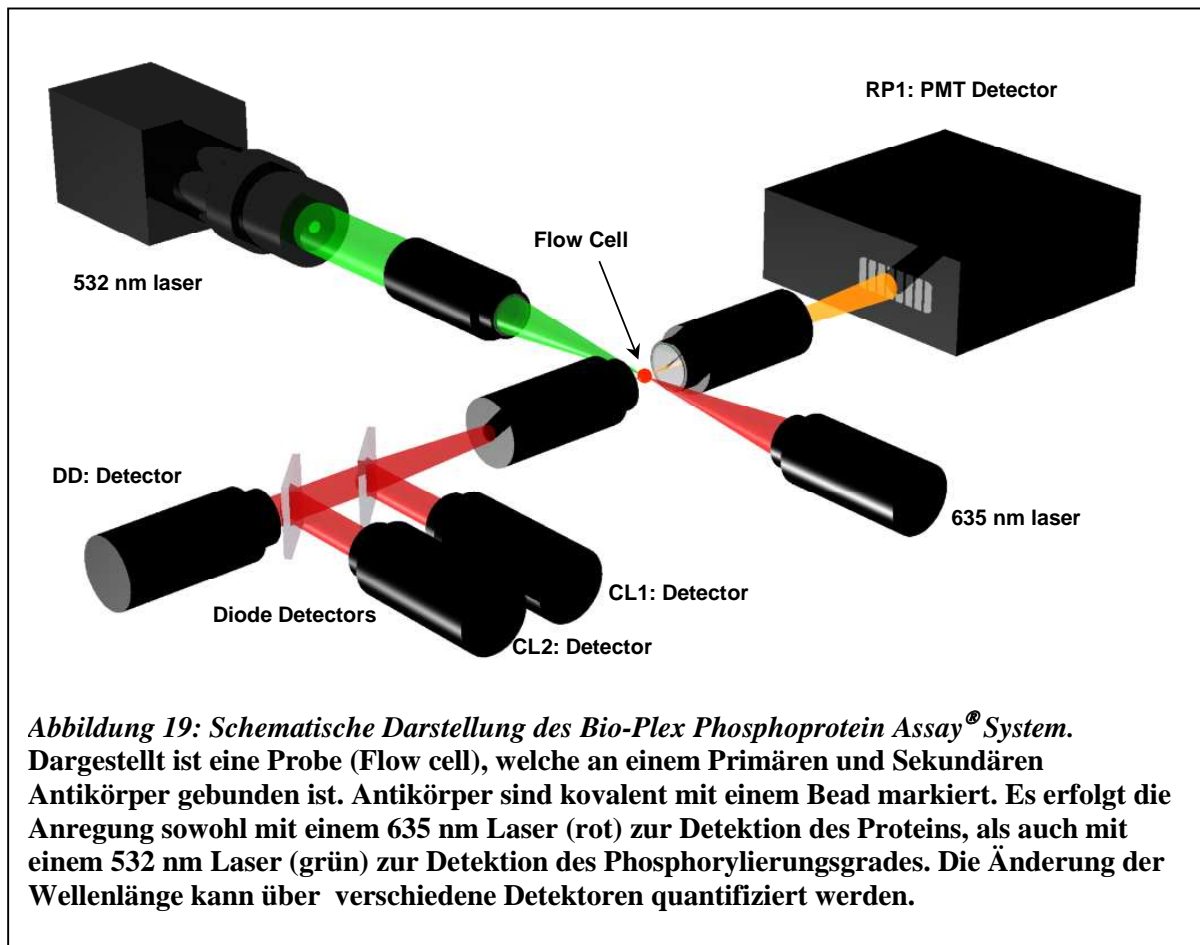 RP1: PMT Detector
Flow Cell
532 nm laser
DD: Detector
635 nm laser
CL1: Detector
Diode Detectors
CL2: Detector
Abbildung 19: Schematische Darstellung des Bio-Plex Phosphoprotein Assay® System.
Dargestellt ist eine Probe (Flow cell), welche an einem Primären und Sekundären
Antikörper gebunden ist. Antikörper sind kovalent mit einem Bead markiert. Es erfolgt die
Anregung sowohl mit einem 635 nm Laser (rot) zur Detektion des Proteins, als auch mit
einem 532 nm Laser (grün) zur Detektion des Phosphorylierungsgrades. Die Änderung der
Wellenlänge kann über verschiedene Detektoren quantifiziert werden.